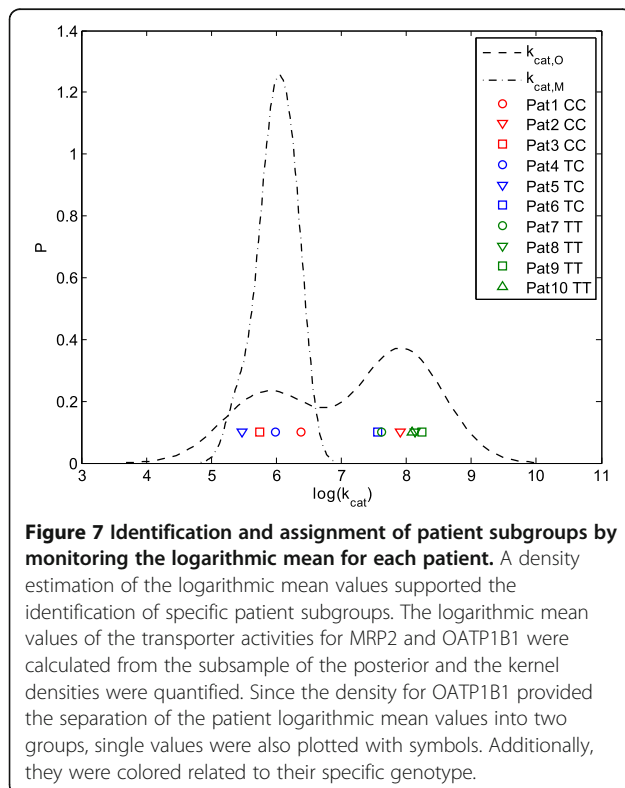 1.4
1.2
1
0.8
0.6
0.4
0.2
0
P
3 4 5 6 7 8 9 10 11
log(k_cat)
k_cat,O
k_cat,M
Pat1 CC
Pat2 CC
Pat3 CC
Pat4 TC
Pat5 TC
Pat6 TC
Pat7 TT
Pat8 TT
Pat9 TT
Pat10 TT
Figure 7 Identification and assignment of patient subgroups by
monitoring the logarithmic mean for each patient. A density
estimation of the logarithmic mean values supported the
identification of specific patient subgroups. The logarithmic mean
values of the transporter activities for MRP2 and OATP1B1 were
calculated from the subsample of the posterior and the kernel
densities were quantified. Since the density for OATP1B1 provided
the separation of the patient logarithmic mean values into two
groups, single values were also plotted with symbols. Additionally,
they were colored related to their specific genotype.